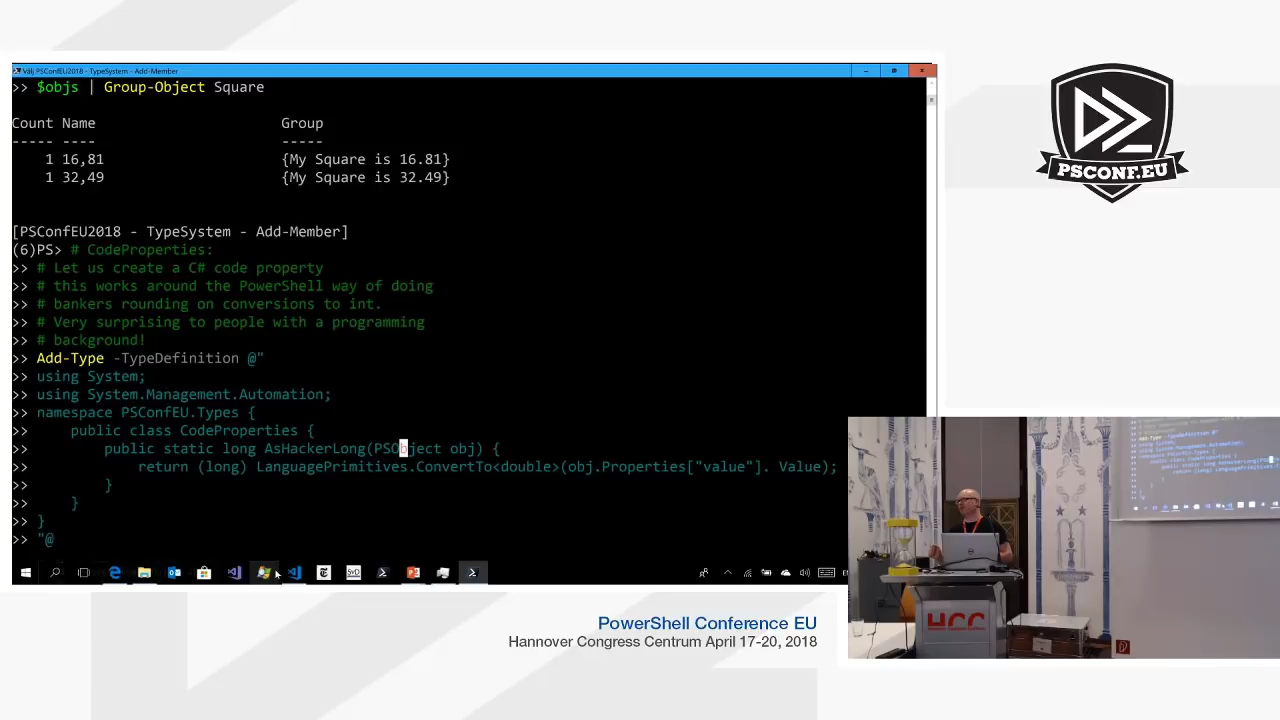 Välj PSConfEU2018 - TypeSystem - Add-Member
>> $objs | Group-Object Square
Count Name Group
----- ---- -----
1 16,81 {My Square is 16.81}
1 32,49 {My Square is 32.49}
[PSConfEU2018 - TypeSystem - Add-Member]
(6)PS> # CodeProperties:
>> # Let us create a C# code property
>> # this works around the PowerShell way of doing
>> # bankers rounding on conversions to int.
>> # Very surprising to people with a programming
>> # background!
>> Add-Type -TypeDefinition @"
>> using System;
>> using System.Management.Automation;
>> namespace PSConfEU.Types {
>> public class CodeProperties {
>> public static long AsHackerLong(PSObject obj) {
>> return (long) LanguagePrimitives.ConvertTo<double>(obj.Properties["value"]. Value);
>> }
>> }
>> }
>> "@
PSCONF.EU
HCC
PowerShell Conference EU
Hannover Congress Centrum April 17-20, 2018